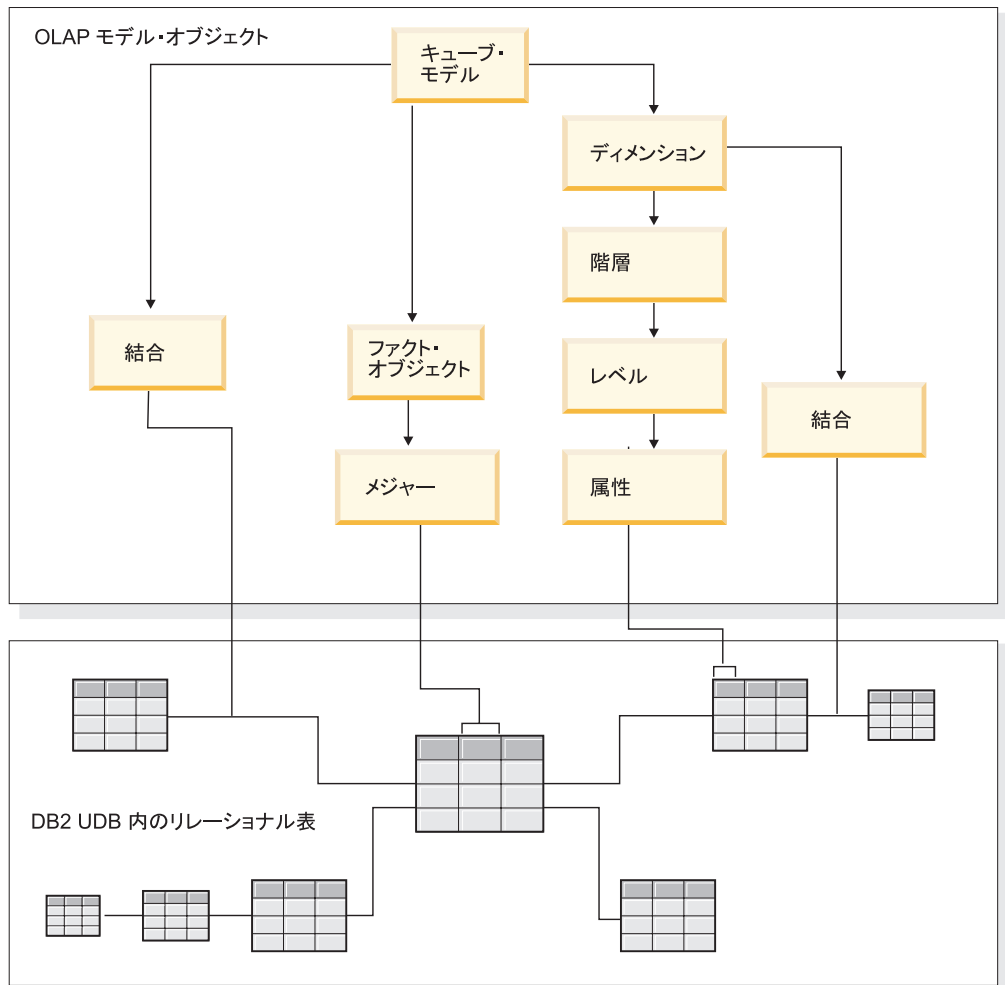 OLAP モデル・オブジェクト
キューブ・
モデル
ディメンション
階層
結合
ファクト・
オブジェクト
レベル
結合
メジャー
属性
DB2 UDB 内のリレーショナル表